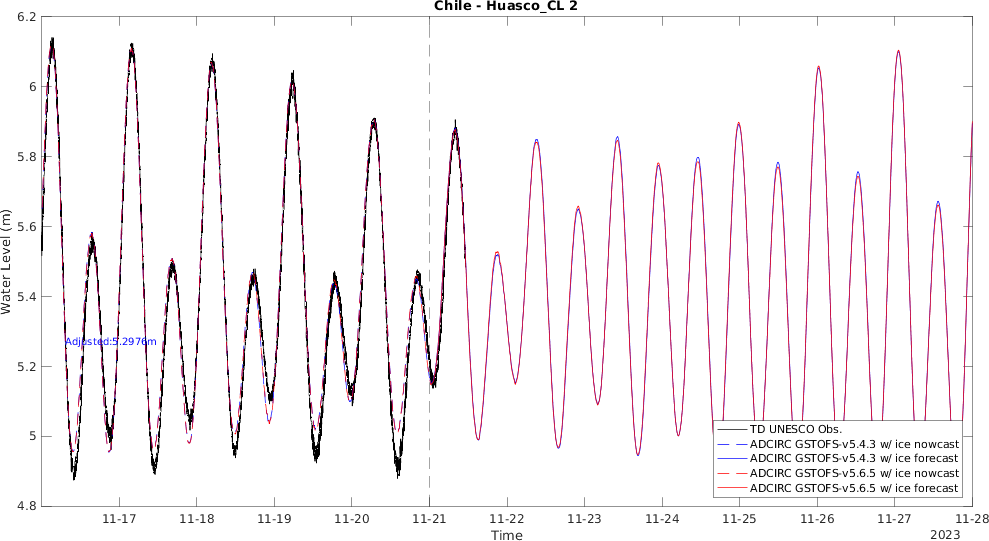 Chile - Huasco_CL 2
6.2
6
5.8
5.6
5.4
5.2
5
4.8
Water Level (m)
Adjusted:5.2976m
TD UNESCO Obs.
ADCIRC GSTOFS-v5.4.3 w/ ice nowcast
ADCIRC GSTOFS-v5.4.3 w/ ice forecast
ADCIRC GSTOFS-v5.6.5 w/ ice nowcast
ADCIRC GSTOFS-v5.6.5 w/ ice forecast
11-17 11-18 11-19 11-20 11-21 11-22 11-23 11-24 11-25 11-26 11-27 11-28
Time
2023